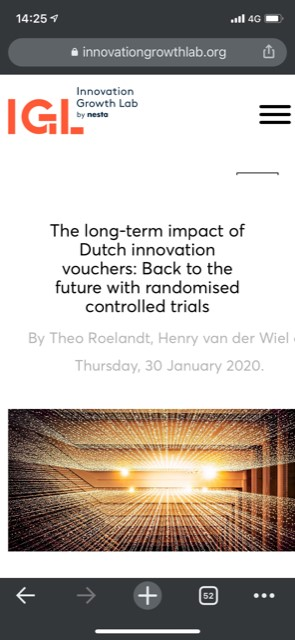 14:25
4G
innovationgrowthlab.org
IGL
Innovation
Growth Lab
by nesta
The long-term impact of
Dutch innovation
vouchers: Back to the
future with randomised
controlled trials
By Theo Roelandt, Henry van der Wiel
Thursday, 30 January 2020.
52